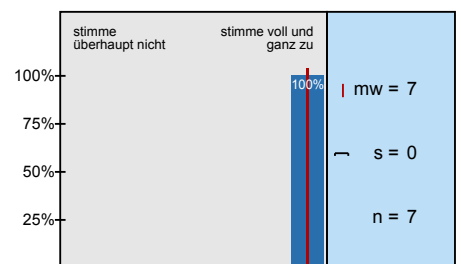 stimme
überhaupt nicht
stimme voll und
ganz zu
100%
75%
50%
25%
100%
mw = 7
s = 0
n = 7